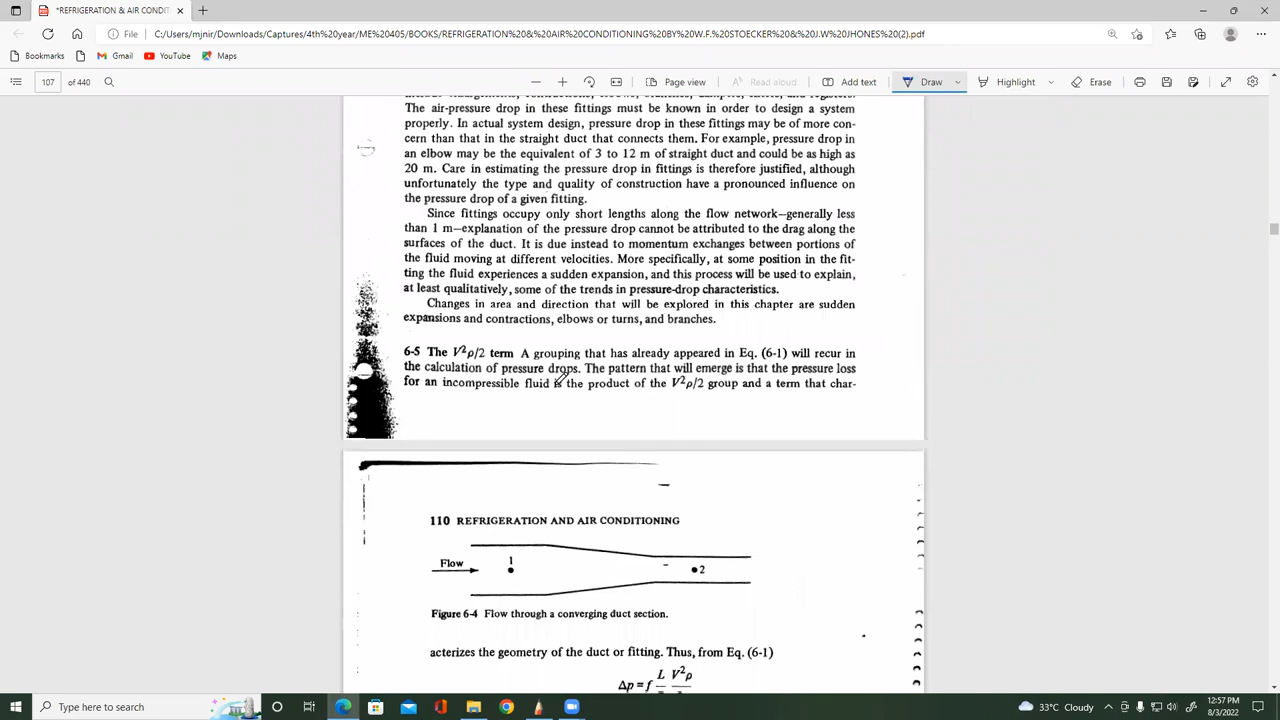 *REFRIGERATION & AIR CONDIT
File
C:/Users/mjnir/Downloads/Captures/4th%20year/ME%20405/BOOKS/REFRIGERATION%20&%20AIR%20CONDITIONING%20BY%20W.F.%20STOECKER%20&%20J.W%20JHONES%20(2).pdf
Bookmarks Gmail YouTube Maps
107 of 440
Page view
Read aloud
Add text
Draw
Highlight
Erase
The air-pressure drop in these fittings must be known in order to design a system
properly. In actual system design, pressure drop in these fittings may be of more con-
cern than that in the straight duct that connects them. For example, pressure drop in
an elbow may be the equivalent of 3 to 12 m of straight duct and could be as high as
20 m. Care in estimating the pressure drop in fittings is therefore justified, although
unfortunately the type and quality of construction have a pronounced influence on
the pressure drop of a given fitting.
Since fittings occupy only short lengths along the flow network—generally less
than 1 m—explanation of the pressure drop cannot be attributed to the drag along the
surfaces of the duct. It is due instead to momentum exchanges between portions of
the fluid moving at different velocities. More specifically, at some position in the fit-
ting the fluid experiences a sudden expansion, and this process will be used to explain,
at least qualitatively, some of the trends in pressure-drop characteristics.
Changes in area and direction that will be explored in this chapter are sudden
expansions and contractions, elbows or turns, and branches.
6-5 The V²ρ/2 term A grouping that has already appeared in Eq. (6-1) will recur in
the calculation of pressure drops. The pattern that will emerge is that the pressure loss
for an incompressible fluid is the product of the V²ρ/2 group and a term that char-
110 REFRIGERATION AND AIR CONDITIONING
Flow
1
2
Figure 6-4 Flow through a converging duct section.
acterizes the geometry of the duct or fitting. Thus, from Eq. (6-1)
L V²ρ
Δp = f
Type here to search
33°C Cloudy
12:57 PM
8/3/2022